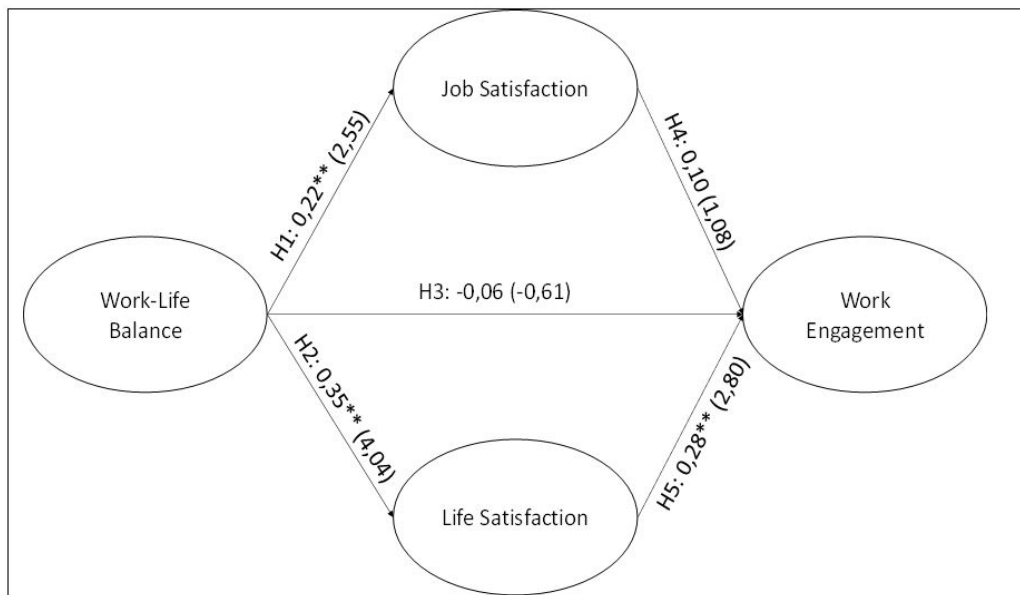 Job Satisfaction
H1: 0,22** (2,55)
H4: 0,10 (1,08)
Work-Life
Balance
H3: -0,06 (-0,61)
Work
Engagement
H2: 0,35** (4,04)
H5: 0,28** (2,80)
Life Satisfaction